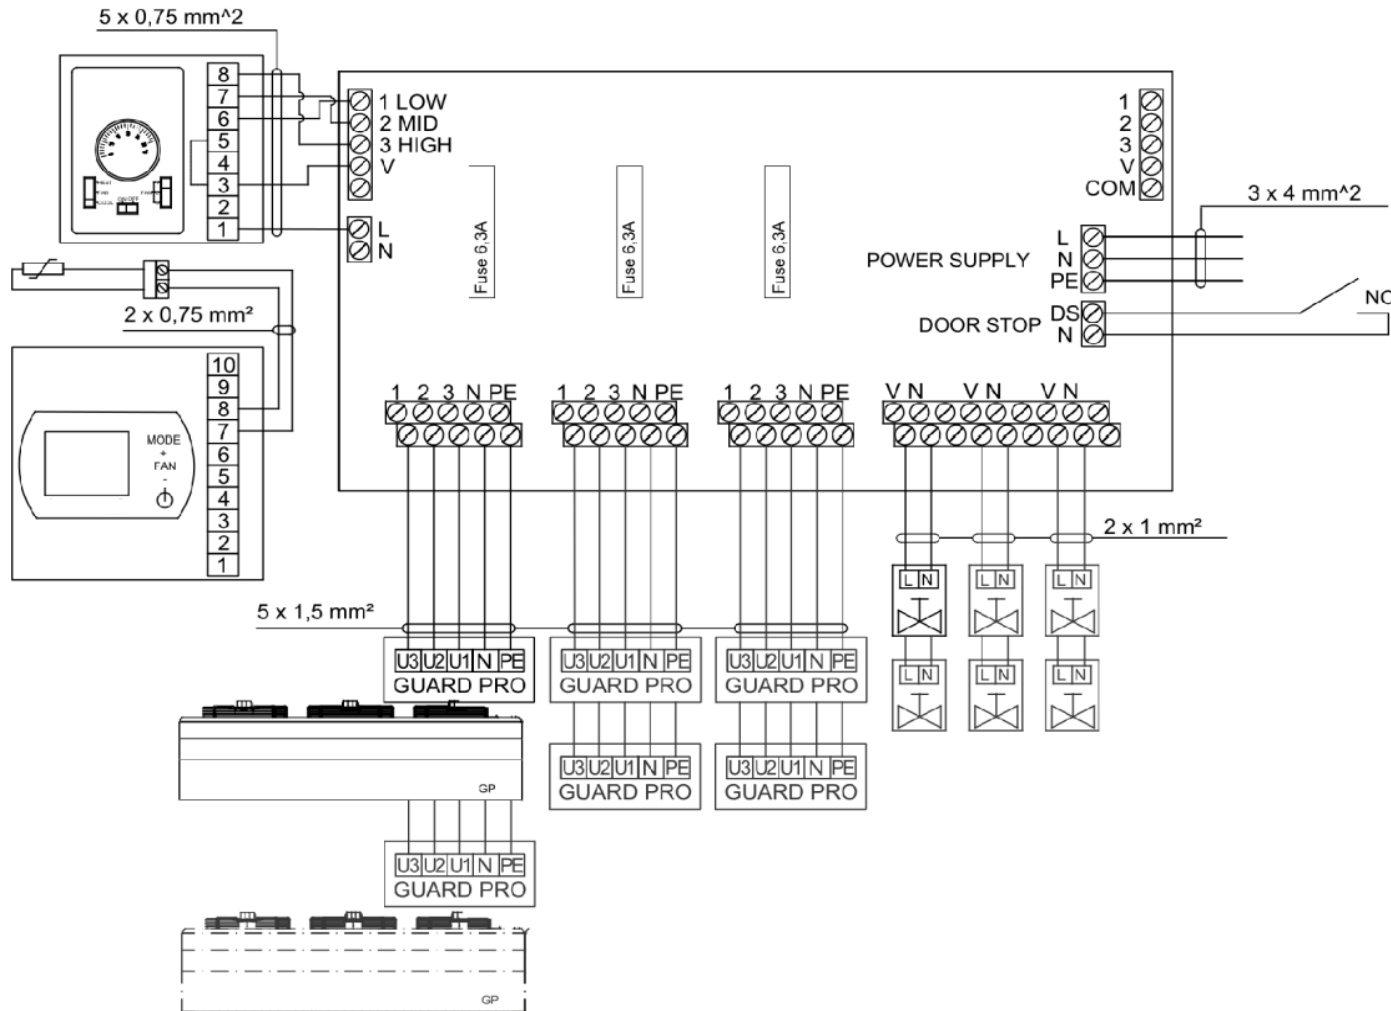 5 x 0,75 mm^2
8
7
6
5
4
3
2
1
ON/OFF
1 LOW
2 MID
3 HIGH
V
L
N
Fuse 6,3A
Fuse 6,3A
Fuse 6,3A
1
2
3
V
COM
3 x 4 mm^2
POWER SUPPLY
L
N
PE
DOOR STOP
DS
N
NO
2 x 0,75 mm²
10
9
8
7
6
5
4
3
2
1
MODE
+
FAN
-
1 2 3 N PE
1 2 3 N PE
1 2 3 N PE
V N V N V N
2 x 1 mm²
5 x 1,5 mm²
L N
L N
L N
U3 U2 U1 N PE
GUARD PRO
U3 U2 U1 N PE
GUARD PRO
U3 U2 U1 N PE
GUARD PRO
L N
L N
L N
GP
U3 U2 U1 N PE
GUARD PRO
U3 U2 U1 N PE
GUARD PRO
U3 U2 U1 N PE
GUARD PRO
GP